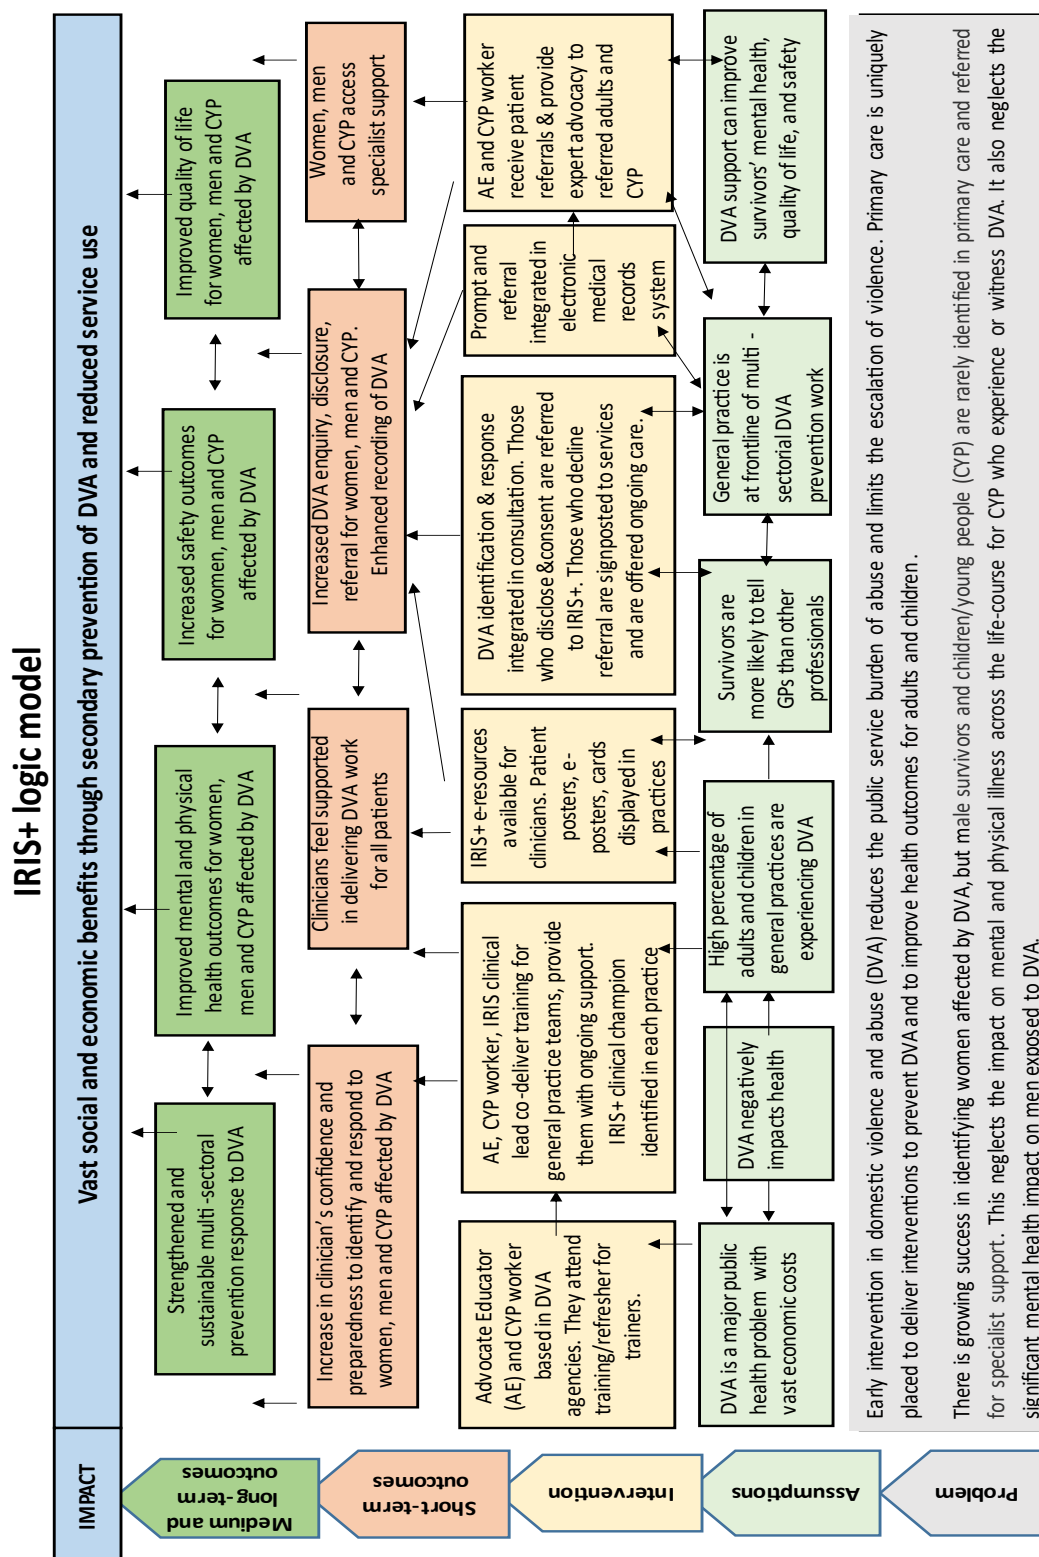 IRIS+ logic model
IMPACT
Vast social and economic benefits through secondary prevention of DVA and reduced service use
Medium and
long-term
outcomes
Strengthened and
sustainable multi-sectoral
prevention response to DVA
Improved mental and physical
health outcomes for women,
men and CYP affected by DVA
Increased safety outcomes
for women, men and CYP
affected by DVA
Improved quality of life
for women, men and CYP
affected by DVA
Short-term
outcomes
Increase in clinician's confidence and
preparedness to identify and respond to
women, men and CYP affected by DVA
Clinicians feel supported
in delivering DVA work
for all patients
Increased DVA enquiry, disclosure,
referral for women, men and CYP.
Enhanced recording of DVA
Women, men
and CYP access
specialist support
Intervention
Advocate Educator
(AE) and CYP worker
based in DVA
agencies. They attend
training/refresher for
trainers.
AE, CYP worker, IRIS clinical
lead co-deliver training for
general practice teams, provide
them with ongoing support.
IRIS+ clinical champion
identified in each practice
IRIS+ e-resources
available for
clinicians. Patient
posters, e-
posters, cards
displayed in
practices
DVA identification & response
integrated in consultation. Those
who disclose &consent are referred
to IRIS+. Those who decline
referral are signposted to services
and are offered ongoing care.
Prompt and
referral
integrated in
electronic
medical
records
system
AE and CYP worker
receive patient
referrals & provide
expert advocacy to
referred adults and
CYP
Assumptions
DVA is a major public
health problem with
vast economic costs
DVA negatively
impacts health
High percentage of
adults and children in
general practices are
experiencing DVA
Survivors are
more likely to tell
GPs than other
professionals
General practice is
at frontline of multi -
sectorial DVA
prevention work
DVA support can improve
survivors' mental health,
quality of life, and safety
Problem
Early intervention in domestic violence and abuse (DVA) reduces the public service burden of abuse and limits the escalation of violence. Primary care is uniquely
placed to deliver interventions to prevent DVA and to improve health outcomes for adults and children.
There is growing success in identifying women affected by DVA, but male survivors and children/young people (CYP) are rarely identified in primary care and referred
for specialist support. This neglects the impact on mental and physical illness across the life-course for CYP who experience or witness DVA. It also neglects the
significant mental health impact on men exposed to DVA.